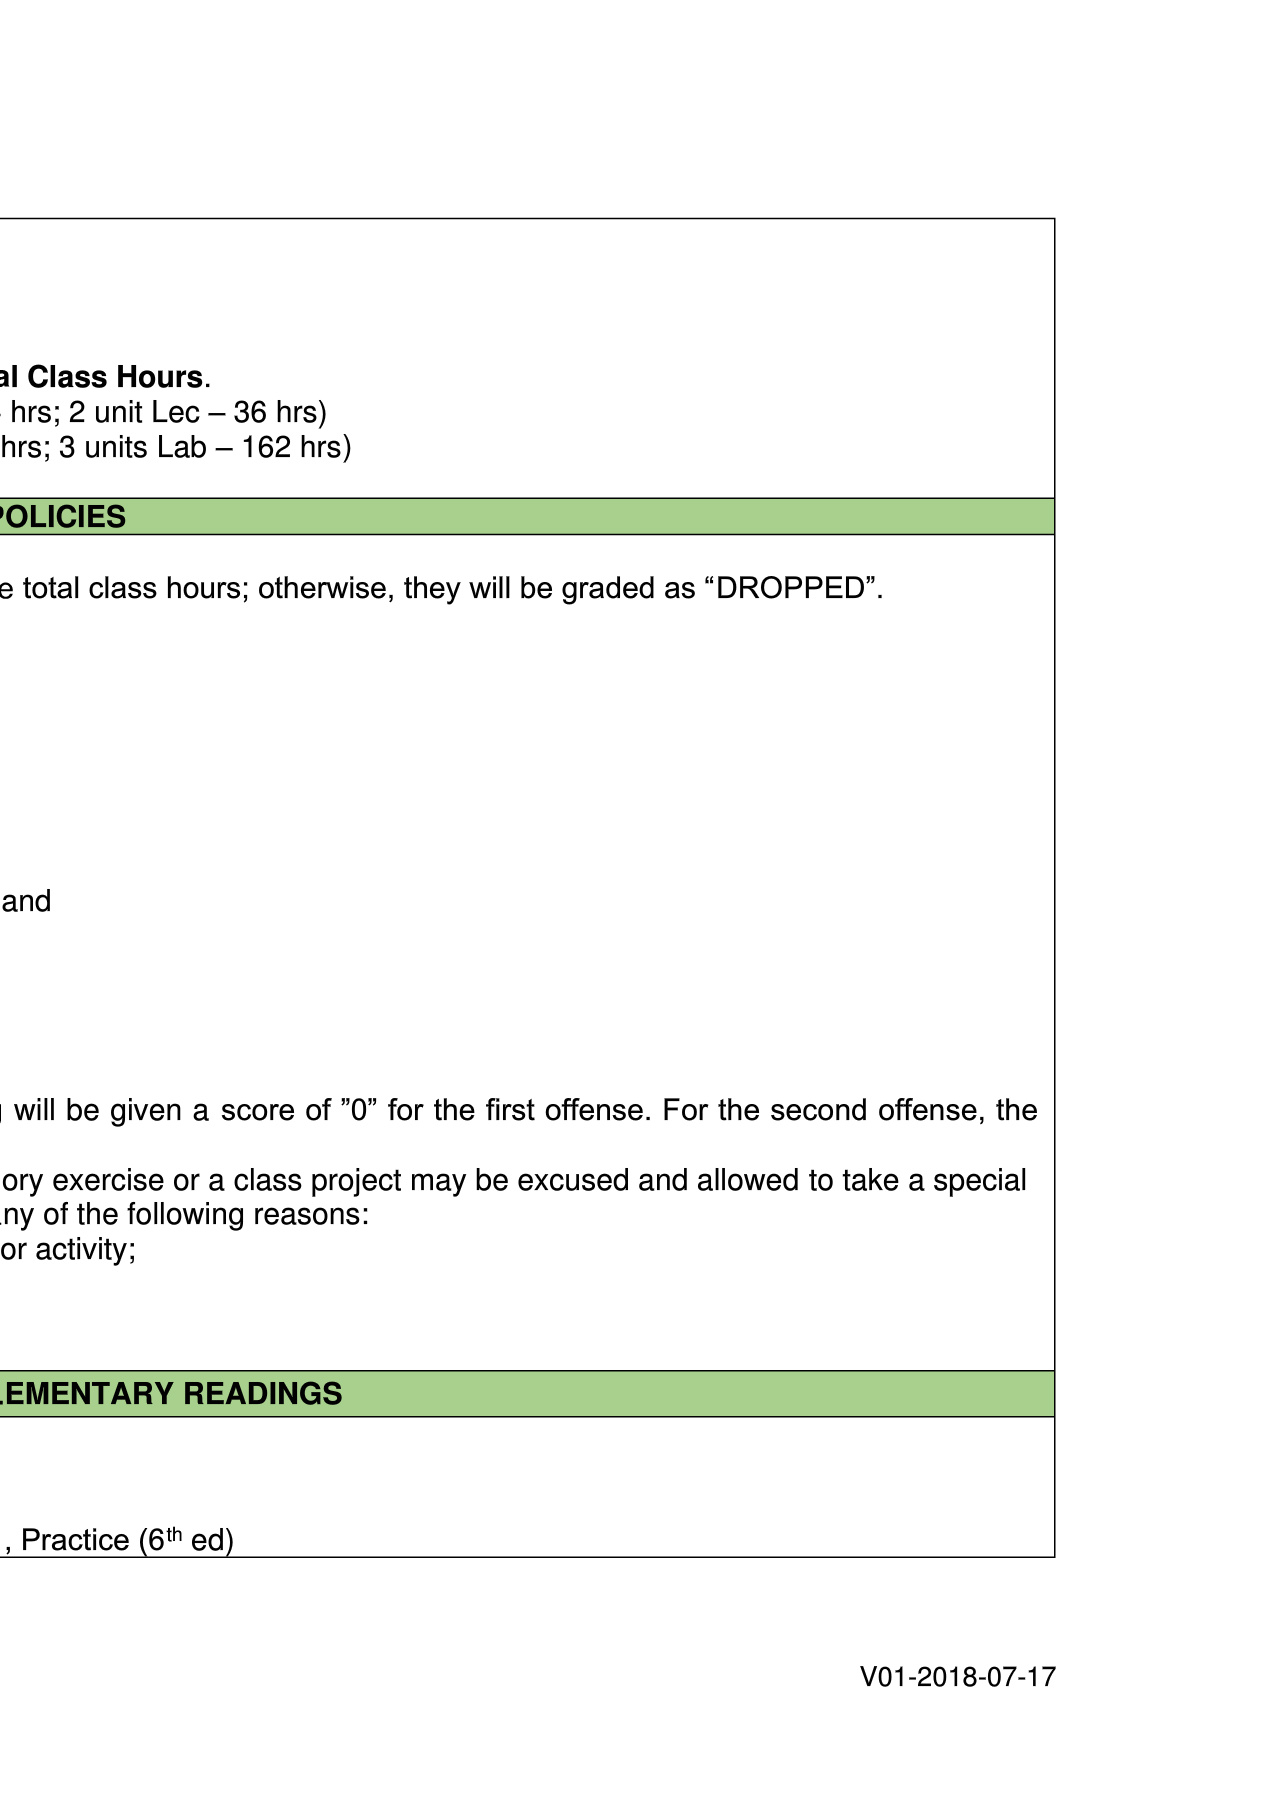 al Class Hours.
hrs; 2 unit Lec – 36 hrs)
hrs; 3 units Lab – 162 hrs)
POLICIES
e total class hours; otherwise, they will be graded as “DROPPED”.
and
will be given a score of ”0” for the first offense. For the second offense, the
ory exercise or a class project may be excused and allowed to take a special
any of the following reasons:
or activity;
LEMENTARY READINGS
, Practice (6th ed)
V01-2018-07-17